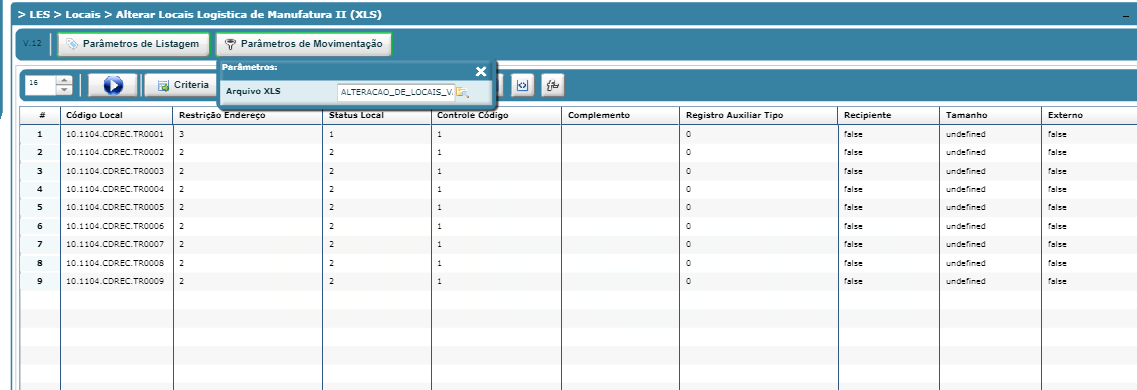 > LES > Locais > Alterar Locais Logística de Manufatura II (XLS)
V.12 Parâmetros de Listagem Parâmetros de Movimentação
Parâmetros:
Arquivo XLS ALTERACAO_DE_LOCAIS_V
16 Criteria
# Código Local Restrição Endereço Status Local Controle Código Complemento Registro Auxiliar Tipo Recipiente Tamanho Externo
1 10.1104.CDREC.TR0001 3 1 1 0 false undefined false
2 10.1104.CDREC.TR0002 2 2 1 0 false undefined false
3 10.1104.CDREC.TR0003 2 2 1 0 false undefined false
4 10.1104.CDREC.TR0004 2 2 1 0 false undefined false
5 10.1104.CDREC.TR0005 2 2 1 0 false undefined false
6 10.1104.CDREC.TR0006 2 2 1 0 false undefined false
7 10.1104.CDREC.TR0007 2 2 1 0 false undefined false
8 10.1104.CDREC.TR0008 2 2 1 0 false undefined false
9 10.1104.CDREC.TR0009 2 2 1 0 false undefined false